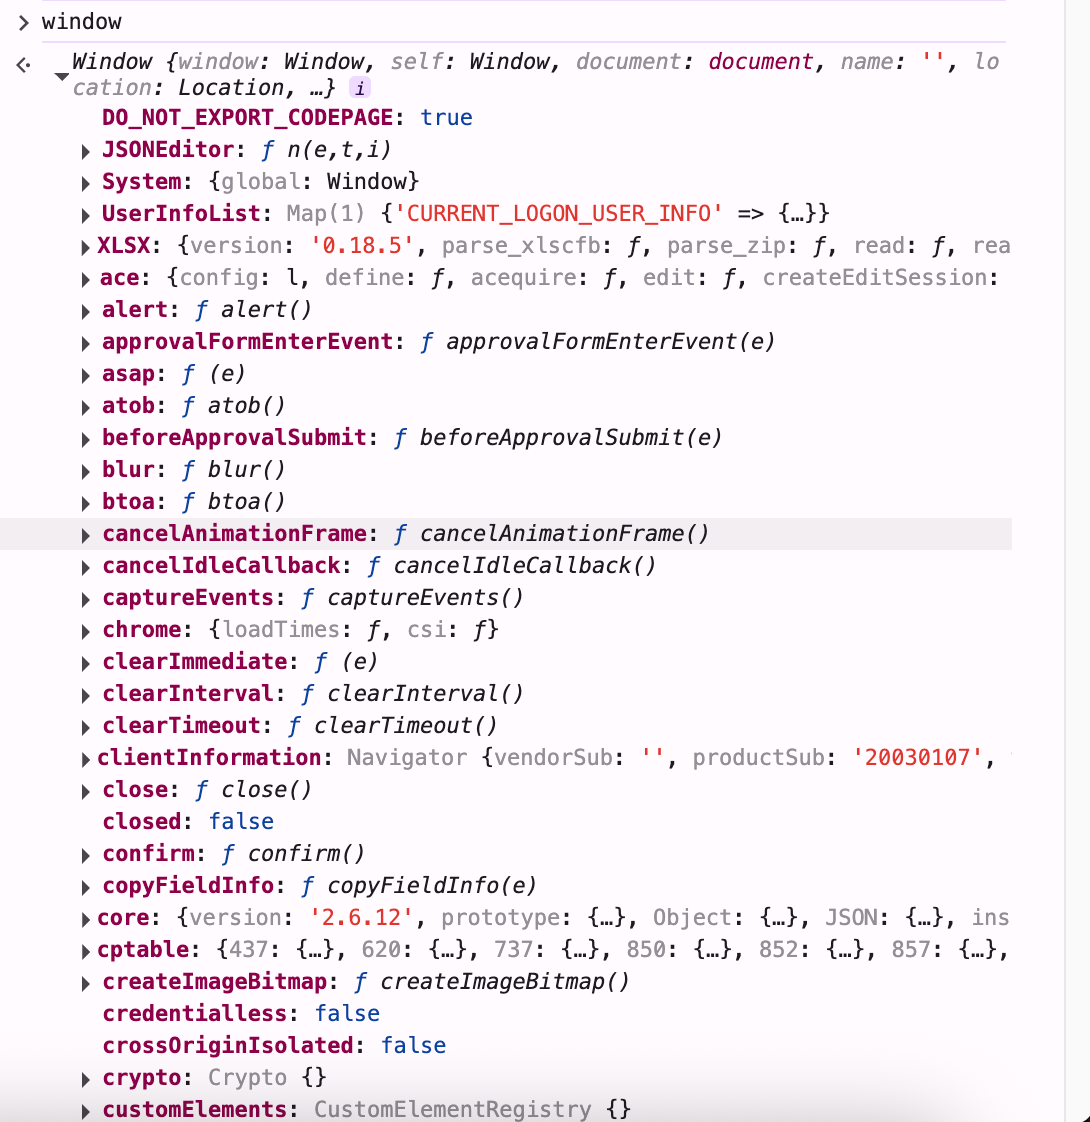 > window
Window {window: Window, self: Window, document: document, name: '', lo
cation: Location, …} i
DO_NOT_EXPORT_CODEPAGE: true
JSONEditor: ƒ n(e,t,i)
System: {global: Window}
UserInfoList: Map(1) {'CURRENT_LOGON_USER_INFO' => {…}}
XLSX: {version: '0.18.5', parse_xlscfb: ƒ, parse_zip: ƒ, read: ƒ, rea
ace: {config: l, define: ƒ, acequire: ƒ, edit: ƒ, createEditSession:
alert: ƒ alert()
approvalFormEnterEvent: ƒ approvalFormEnterEvent(e)
asap: ƒ (e)
atob: ƒ atob()
beforeApprovalSubmit: ƒ beforeApprovalSubmit(e)
blur: ƒ blur()
btoa: ƒ btoa()
cancelAnimationFrame: ƒ cancelAnimationFrame()
cancelIdleCallback: ƒ cancelIdleCallback()
captureEvents: ƒ captureEvents()
chrome: {loadTimes: ƒ, csi: ƒ}
clearImmediate: ƒ (e)
clearInterval: ƒ clearInterval()
clearTimeout: ƒ clearTimeout()
clientInformation: Navigator {vendorSub: '', productSub: '20030107',
close: ƒ close()
closed: false
confirm: ƒ confirm()
copyFieldInfo: ƒ copyFieldInfo(e)
core: {version: '2.6.12', prototype: {…}, Object: {…}, JSON: {…}, ins
cptable: {437: {…}, 620: {…}, 737: {…}, 850: {…}, 852: {…}, 857: {…},
createImageBitmap: ƒ createImageBitmap()
credentialless: false
crossOriginIsolated: false
crypto: Crypto {}
customElements: CustomElementRegistry {}